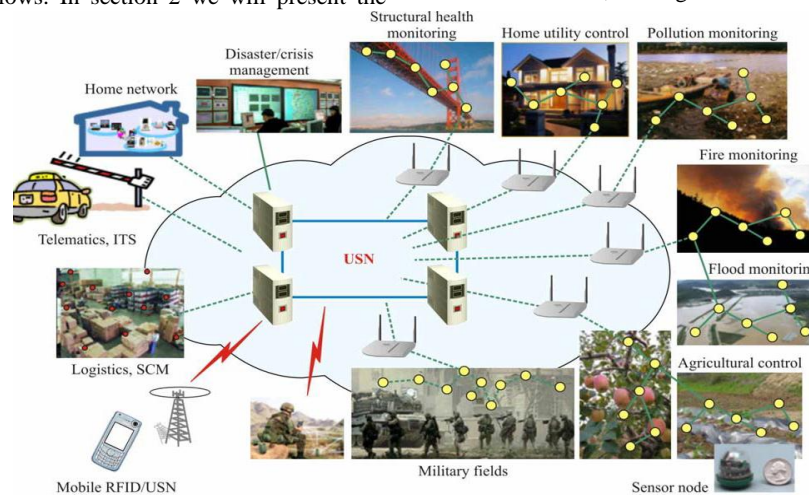 lows. In section 2 we will present the
Structural health
monitoring
Home utility control
Pollution monitoring
Disaster/crisis
management
Home network
Fire monitoring
Telematics, ITS
USN
Flood monitoring
Logistics, SCM
Agricultural control
Military fields
Mobile RFID/USN
Sensor node